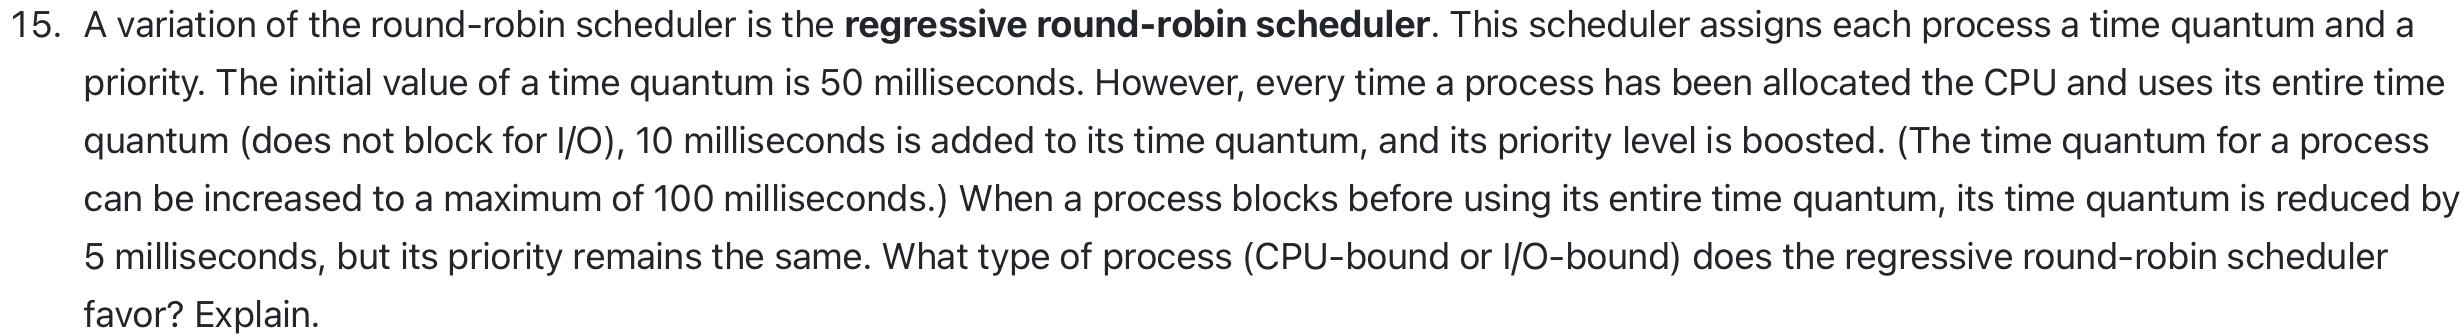 15. A variation of the round-robin scheduler is the regressive round-robin scheduler. This scheduler assigns each process a time quantum and a
priority. The initial value of a time quantum is 50 milliseconds. However, every time a process has been allocated the CPU and uses its entire time
quantum (does not block for I/O), 10 milliseconds is added to its time quantum, and its priority level is boosted. (The time quantum for a process
can be increased to a maximum of 100 milliseconds.) When a process blocks before using its entire time quantum, its time quantum is reduced by
5 milliseconds, but its priority remains the same. What type of process (CPU-bound or I/O-bound) does the regressive round-robin scheduler
favor? Explain.